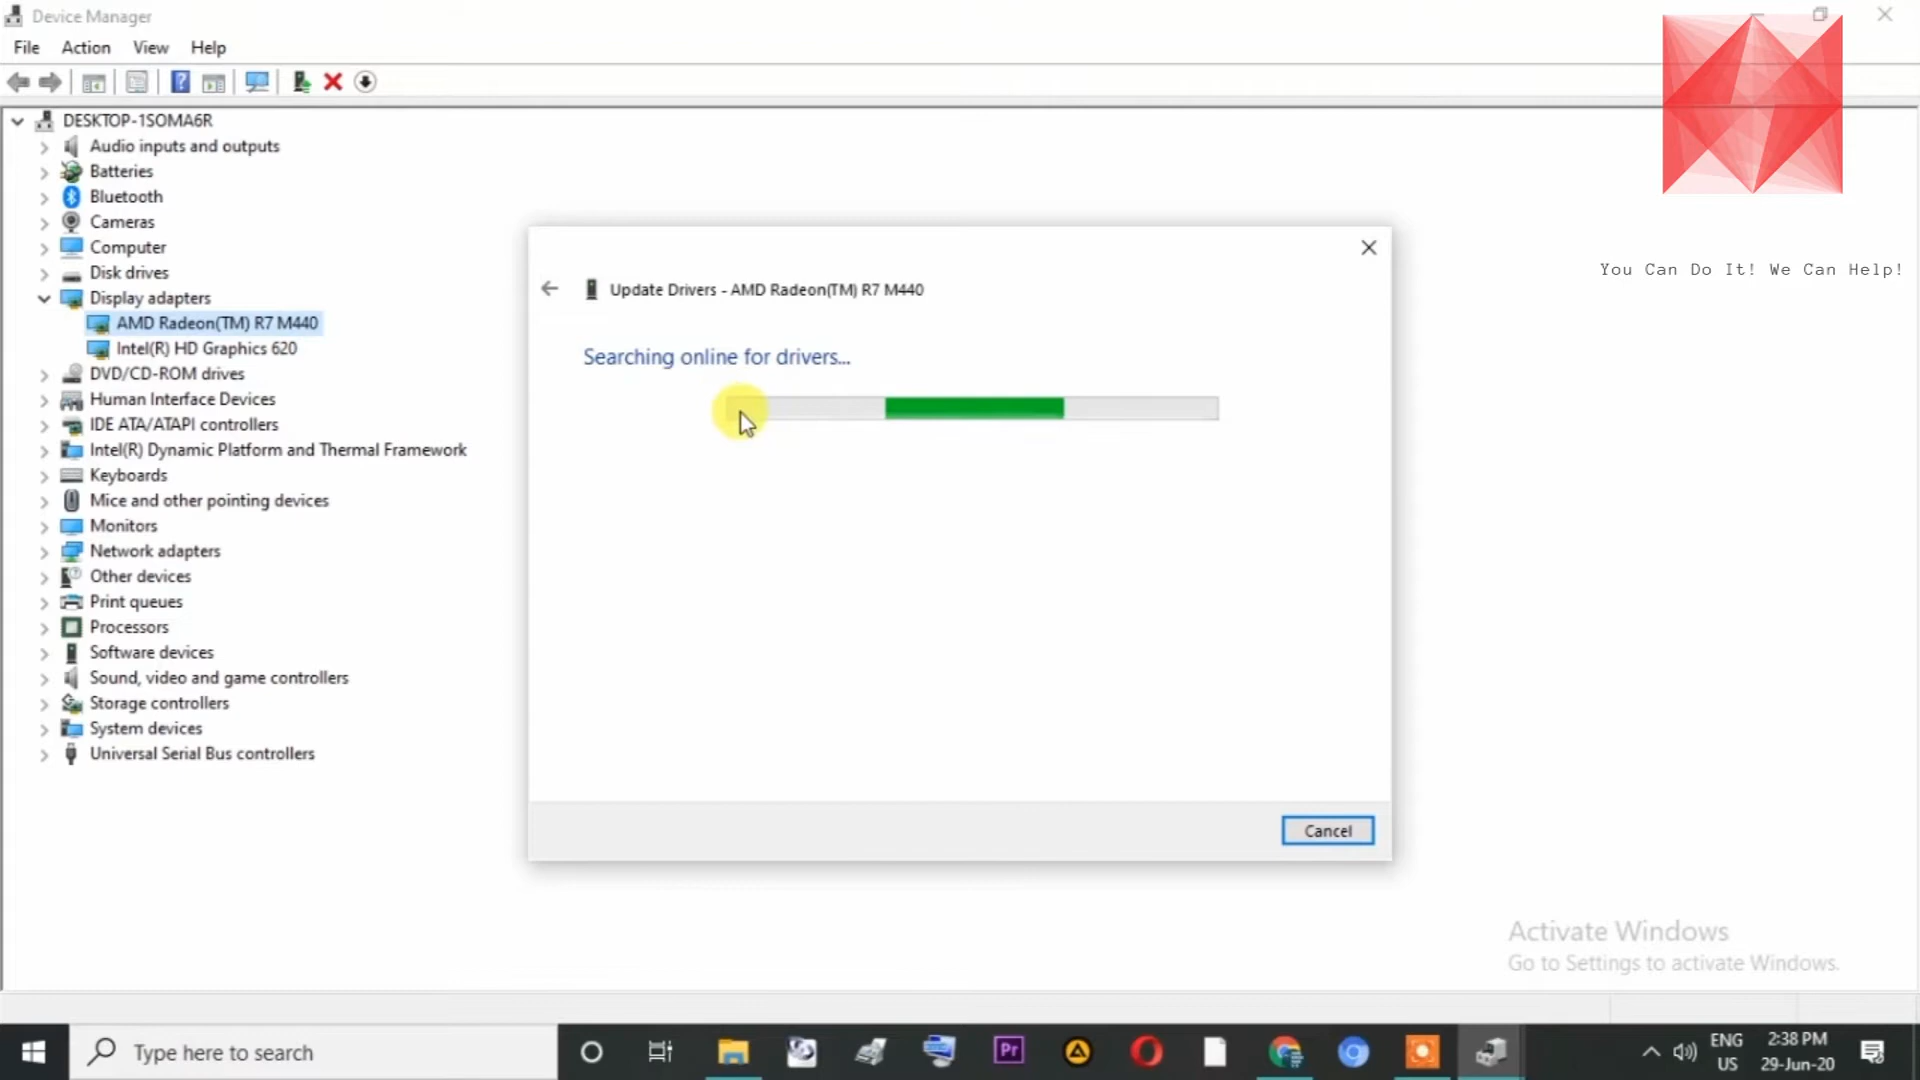 Device Manager
File Action View Help
DESKTOP-1SOMA6R
Audio inputs and outputs
Batteries
Bluetooth
Cameras
Computer
Disk drives
Display adapters
AMD Radeon(TM) R7 M440
Intel(R) HD Graphics 620
DVD/CD-ROM drives
Human Interface Devices
IDE ATA/ATAPI controllers
Intel(R) Dynamic Platform and Thermal Framework
Keyboards
Mice and other pointing devices
Monitors
Network adapters
Other devices
Print queues
Processors
Software devices
Sound, video and game controllers
Storage controllers
System devices
Universal Serial Bus controllers
Update Drivers - AMD Radeon(TM) R7 M440
Searching online for drivers...
Cancel
You Can Do It! We Can Help!
Activate Windows
Go to Settings to activate Windows.
Type here to search
Pr
ENG
US
2:38 PM
29-Jun-20